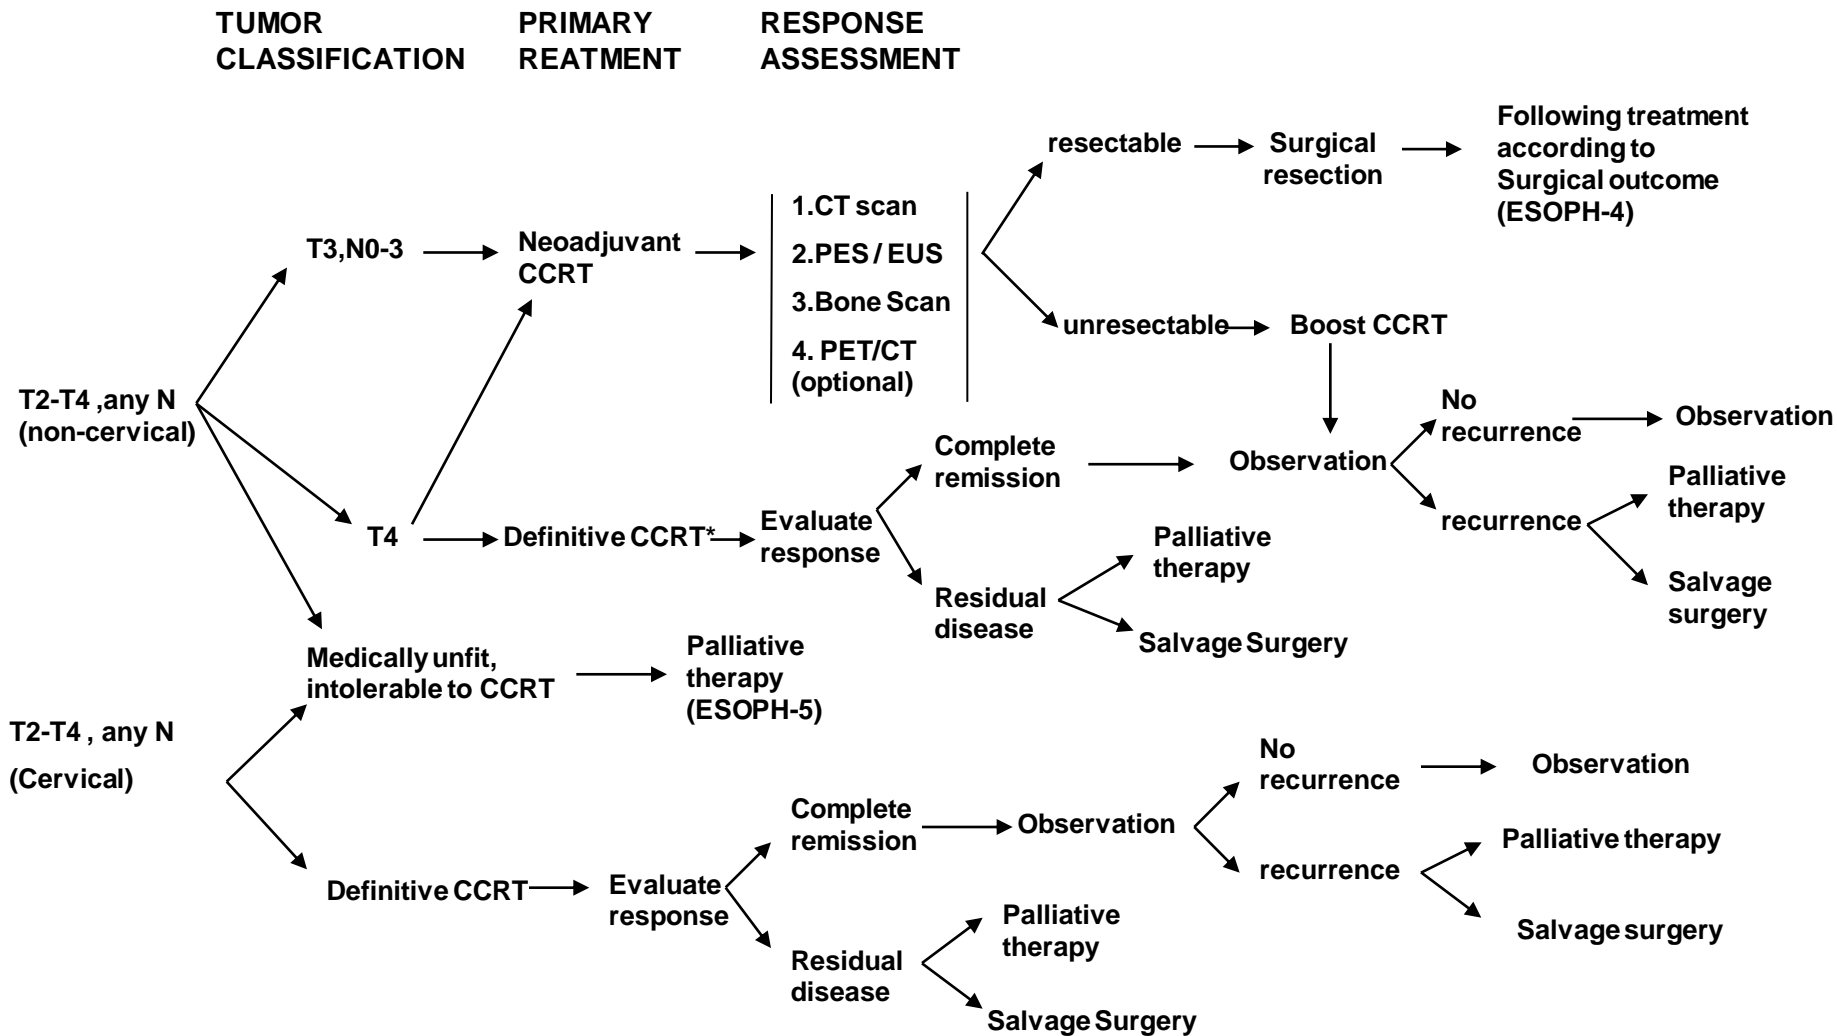 TUMOR
CLASSIFICATION
PRIMARY
REATMENT
RESPONSE
ASSESSMENT
resectable
Surgical
resection
Following treatment
according to
Surgical outcome
(ESOPH-4)
T3,N0-3
Neoadjuvant
CCRT
1.CT scan
2.PES / EUS
3.Bone Scan
4. PET/CT
(optional)
unresectable
Boost CCRT
T2-T4 ,any N
(non-cervical)
No
recurrence
Observation
Complete
remission
Observation
recurrence
Palliative
therapy
Salvage
surgery
T4
Definitive CCRT*
Evaluate
response
Residual
disease
Palliative
therapy
Salvage Surgery
Medically unfit,
intolerable to CCRT
Palliative
therapy
(ESOPH-5)
T2-T4 , any N
(Cervical)
Definitive CCRT
Evaluate
response
Complete
remission
Observation
No
recurrence
Observation
recurrence
Palliative therapy
Salvage surgery
Residual
disease
Palliative
therapy
Salvage Surgery